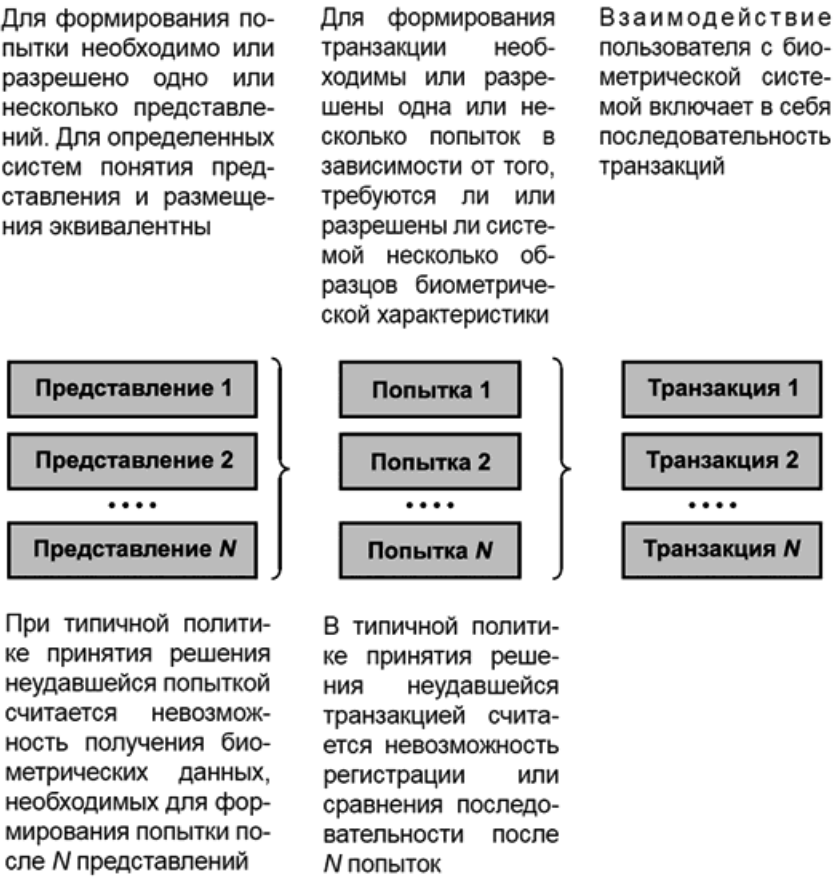 Для формирования по-
пытки необходимо или
разрешено одно или
несколько представле-
ний. Для определенных
систем понятия пред-
ставления и размеще-
ния эквивалентны
Для формирования
транзакции необ-
ходимы или разре-
шены одна или не-
сколько попыток в
зависимости от того,
требуются ли или
разрешены ли систе-
мой несколько об-
разцов биометриче-
ской характеристики
Взаимодействие
пользователя с био-
метрической систе-
мой включает в себя
последовательность
транзакций
Представление 1
Представление 2
....
Представление N
Попытка 1
Попытка 2
....
Попытка N
Транзакция 1
Транзакция 2
....
Транзакция N
При типичной полити-
ке принятия решения
неудавшейся попыткой
считается невозмож-
ность получения био-
метрических данных,
необходимых для фор-
мирования попытки по-
сле N представлений
В типичной полити-
ке принятия реше-
ния неудавшейся
транзакцией счита-
ется невозможность
регистрации или
сравнения последо-
вательности после
N попыток